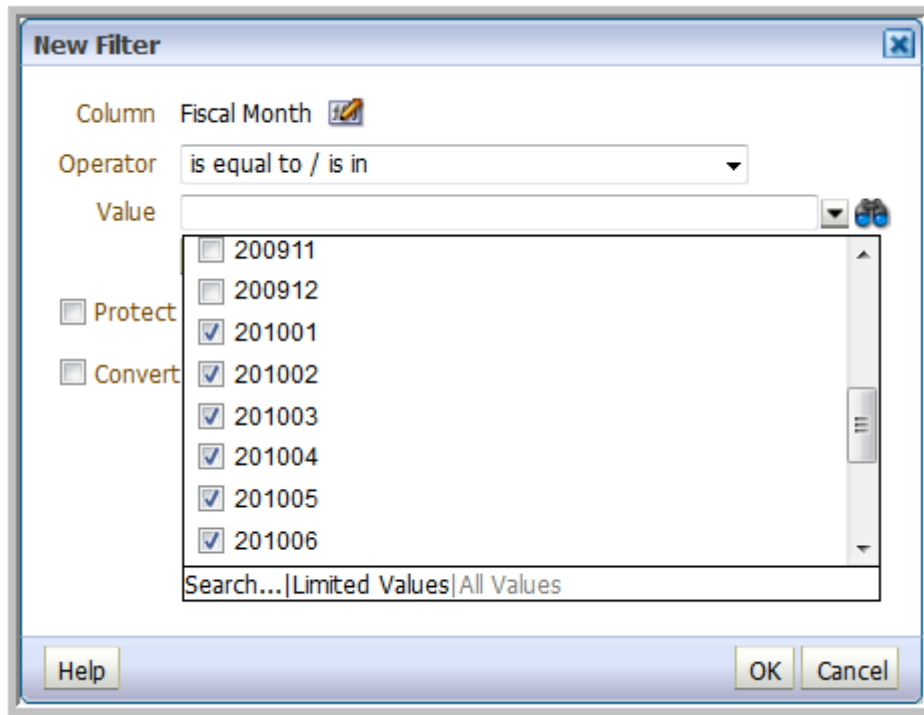 New Filter
Column Fiscal Month
Operator is equal to / is in
Value
200911
200912
Protect
201001
Convert
201002
201003
201004
201005
201006
Search...|Limited Values|All Values
Help OK Cancel